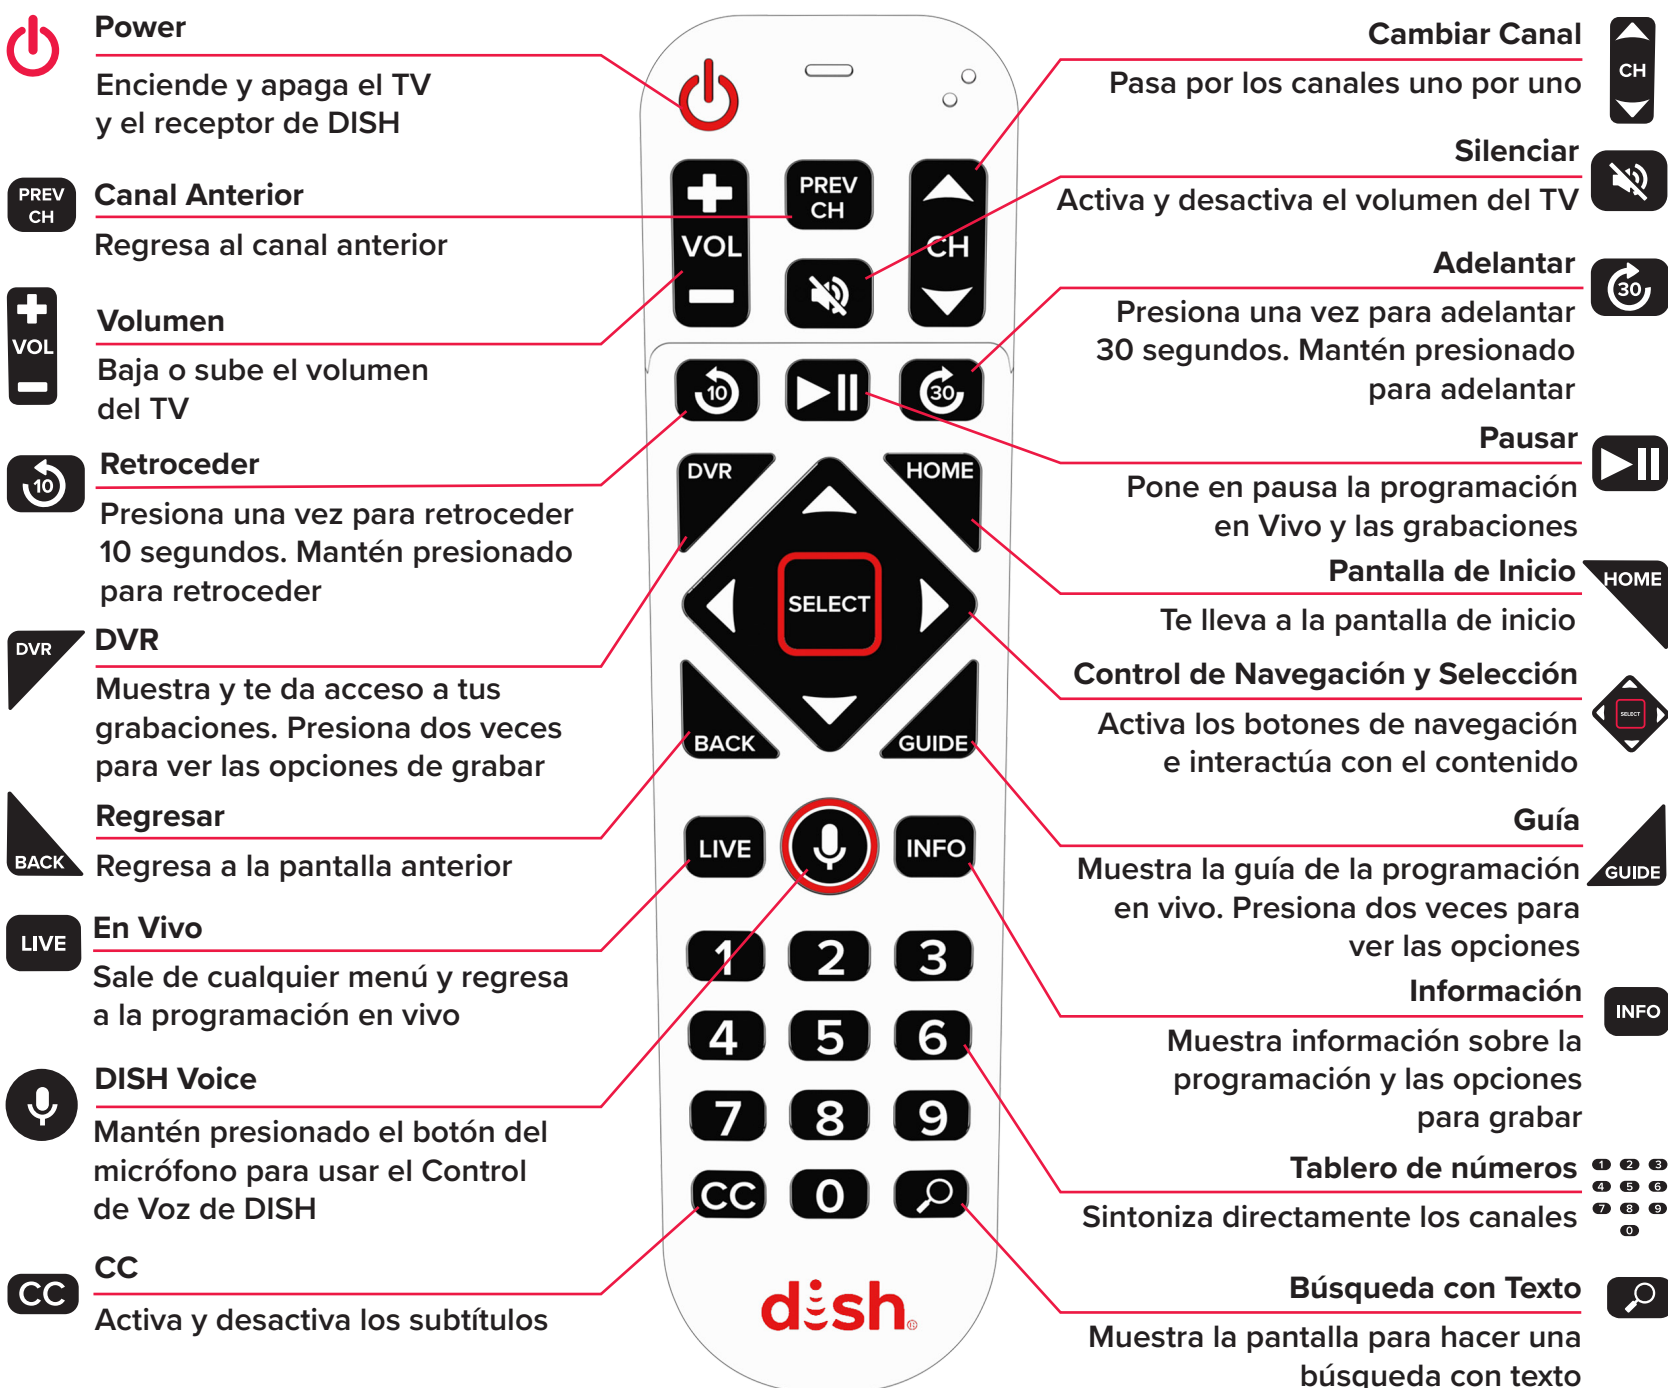 Power
Enciende y apaga el TV
y el receptor de DISH
PREV
CH
Canal Anterior
Regresa al canal anterior
VOL
Volumen
Baja o sube el volumen
del TV
10
Retroceder
Presiona una vez para retroceder
10 segundos. Mantén presionado
para retroceder
DVR
DVR
Muestra y te da acceso a tus
grabaciones. Presiona dos veces
para ver las opciones de grabar
BACK
Regresar
Regresa a la pantalla anterior
LIVE
En Vivo
Sale de cualquier menú y regresa
a la programación en vivo
DISH Voice
Mantén presionado el botón del
micrófono para usar el Control
de Voz de DISH
CC
CC
Activa y desactiva los subtítulos
VOL
PREV
CH
CH
10
30
DVR
HOME
SELECT
BACK
GUIDE
LIVE
INFO
1 2 3
4 5 6
7 8 9
CC 0
dish®
Cambiar Canal
Pasa por los canales uno por uno
CH
Silenciar
Activa y desactiva el volumen del TV
Adelantar
Presiona una vez para adelantar
30 segundos. Mantén presionado
para adelantar
30
Pausar
Pone en pausa la programación
en Vivo y las grabaciones
Pantalla de Inicio
Te lleva a la pantalla de inicio
HOME
Control de Navegación y Selección
Activa los botones de navegación
e interactúa con el contenido
SELECT
Guía
Muestra la guía de la programación
en vivo. Presiona dos veces para
ver las opciones
GUIDE
Información
Muestra información sobre la
programación y las opciones
para grabar
INFO
Tablero de números
Sintoniza directamente los canales
1 2 3
4 5 6
7 8 9
0
Búsqueda con Texto
Muestra la pantalla para hacer una
búsqueda con texto